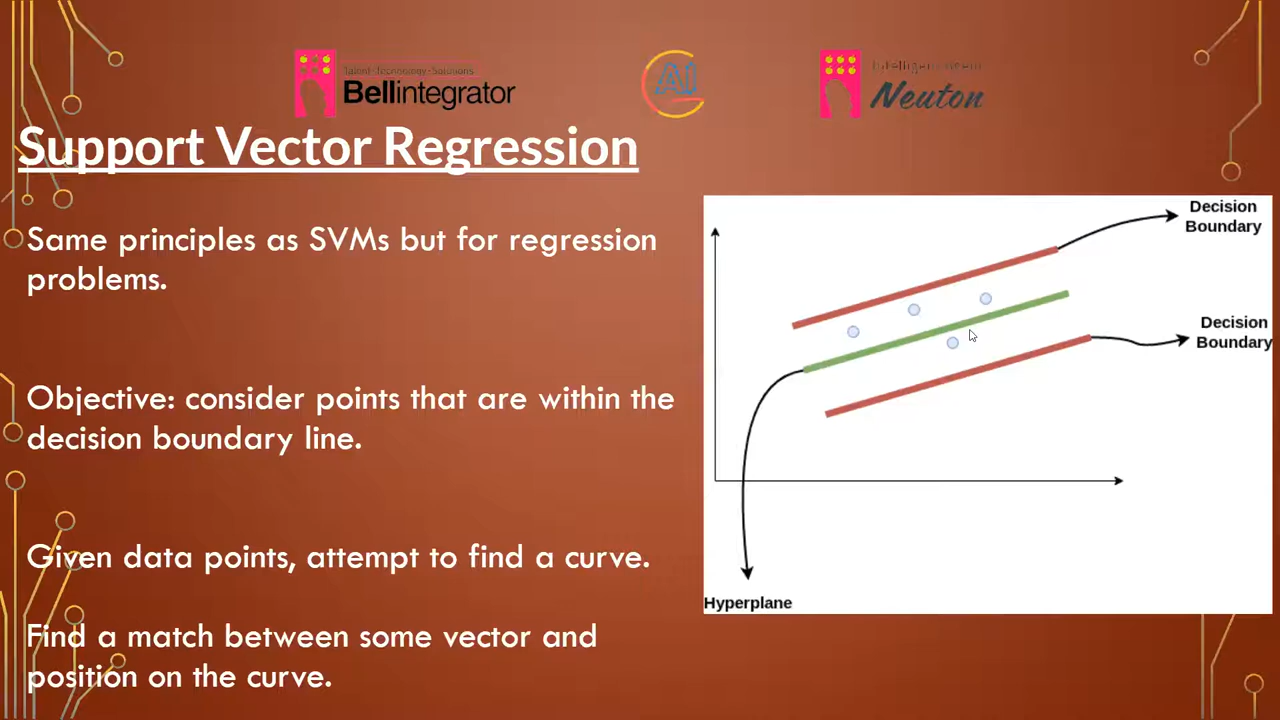 Talent · Technology · Solutions
Bellintegrator
AI
Neuton
Support Vector Regression
Same principles as SVMs but for regression
problems.
Objective: consider points that are within the
decision boundary line.
Given data points, attempt to find a curve.
Find a match between some vector and
position on the curve.
Decision
Boundary
Decision
Boundary
Hyperplane